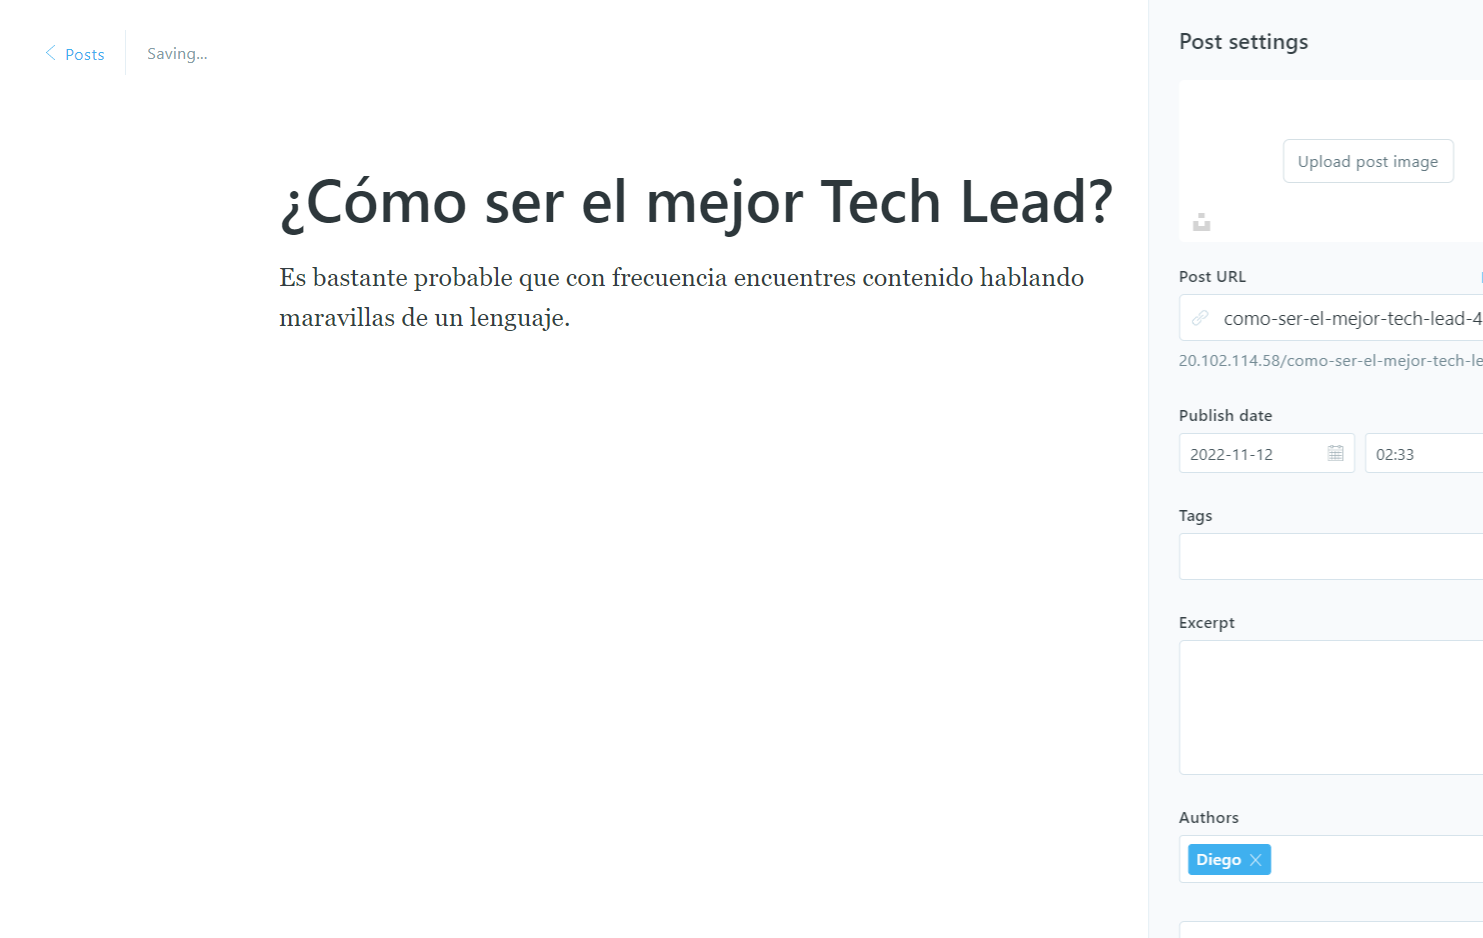 Posts
Saving...
Post settings
Upload post image
¿Cómo ser el mejor Tech Lead?
Es bastante probable que con frecuencia encuentres contenido hablando
maravillas de un lenguaje.
Post URL
como-ser-el-mejor-tech-lead-4
20.102.114.58/como-ser-el-mejor-tech-le
Publish date
2022-11-12
02:33
Tags
Excerpt
Authors
Diego